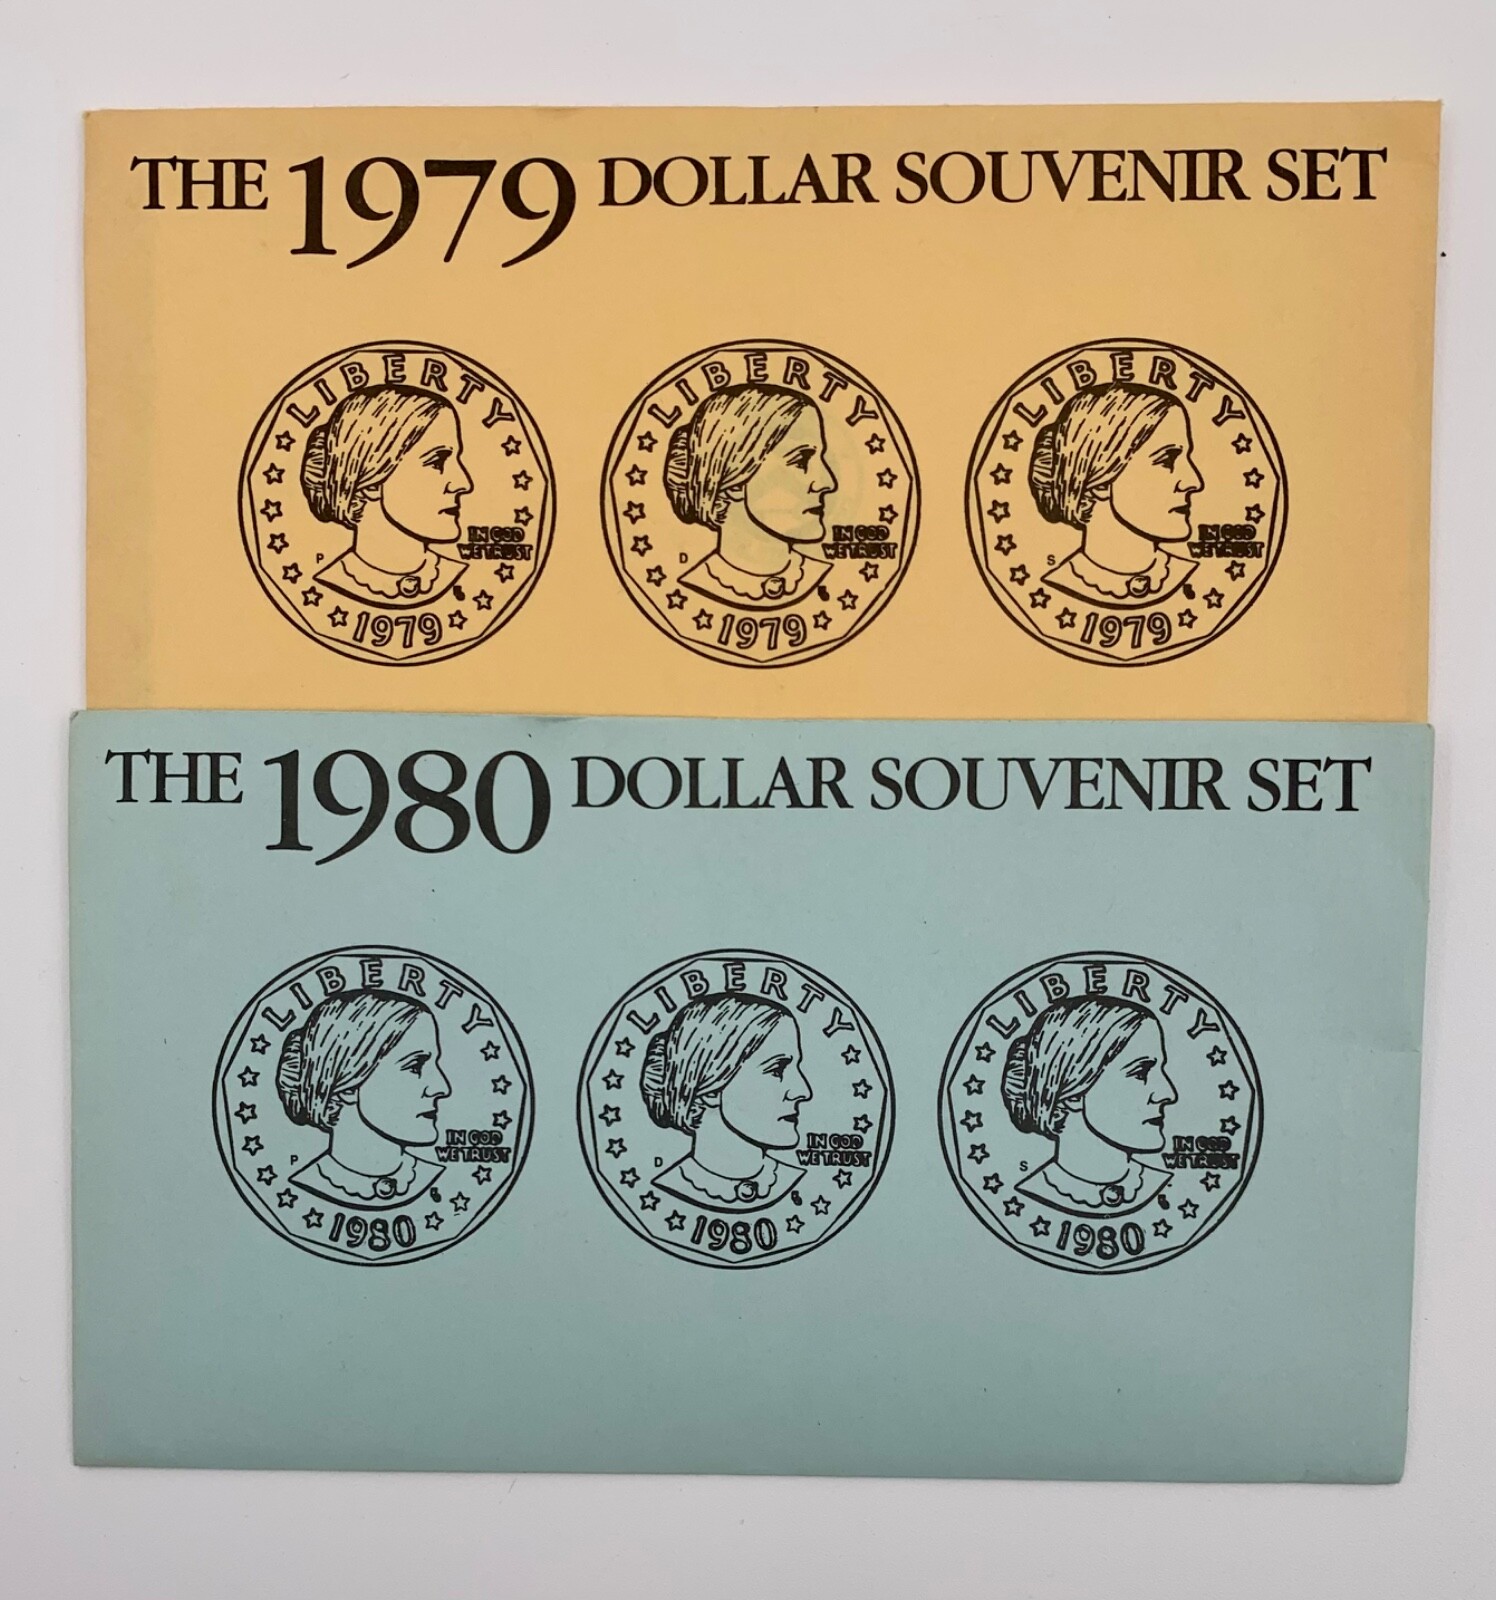 THE 1979 DOLLAR SOUVENIR SET
LIBERTY
IN GOD
WE TRUST
P
1979
LIBERTY
IN GOD
WE TRUST
D
1979
LIBERTY
IN GOD
WE TRUST
S
1979
THE 1980 DOLLAR SOUVENIR SET
LIBERTY
IN GOD
WE TRUST
P
1980
LIBERTY
IN GOD
WE TRUST
D
1980
LIBERTY
IN GOD
WE TRUST
S
1980